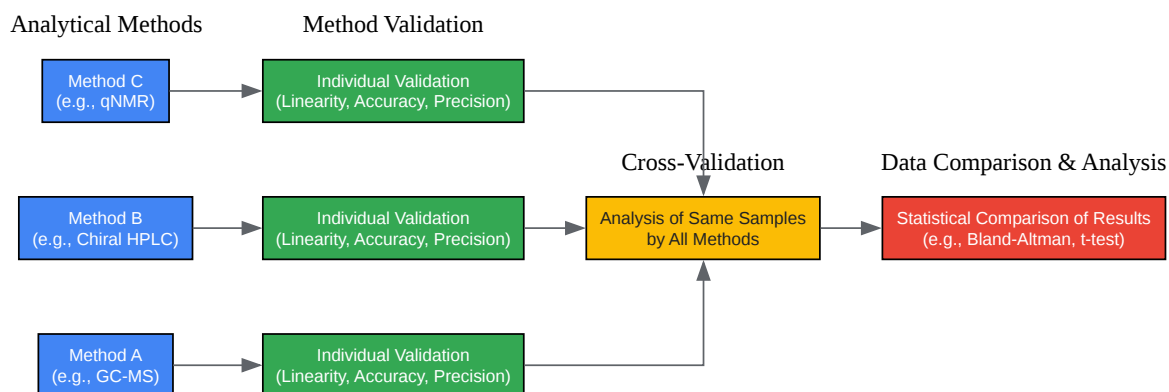 Analytical Methods
Method Validation
Method C
(e.g., qNMR)
Individual Validation
(Linearity, Accuracy, Precision)
Cross-Validation
Data Comparison & Analysis
Method B
(e.g., Chiral HPLC)
Individual Validation
(Linearity, Accuracy, Precision)
Analysis of Same Samples
by All Methods
Statistical Comparison of Results
(e.g., Bland-Altman, t-test)
Method A
(e.g., GC-MS)
Individual Validation
(Linearity, Accuracy, Precision)